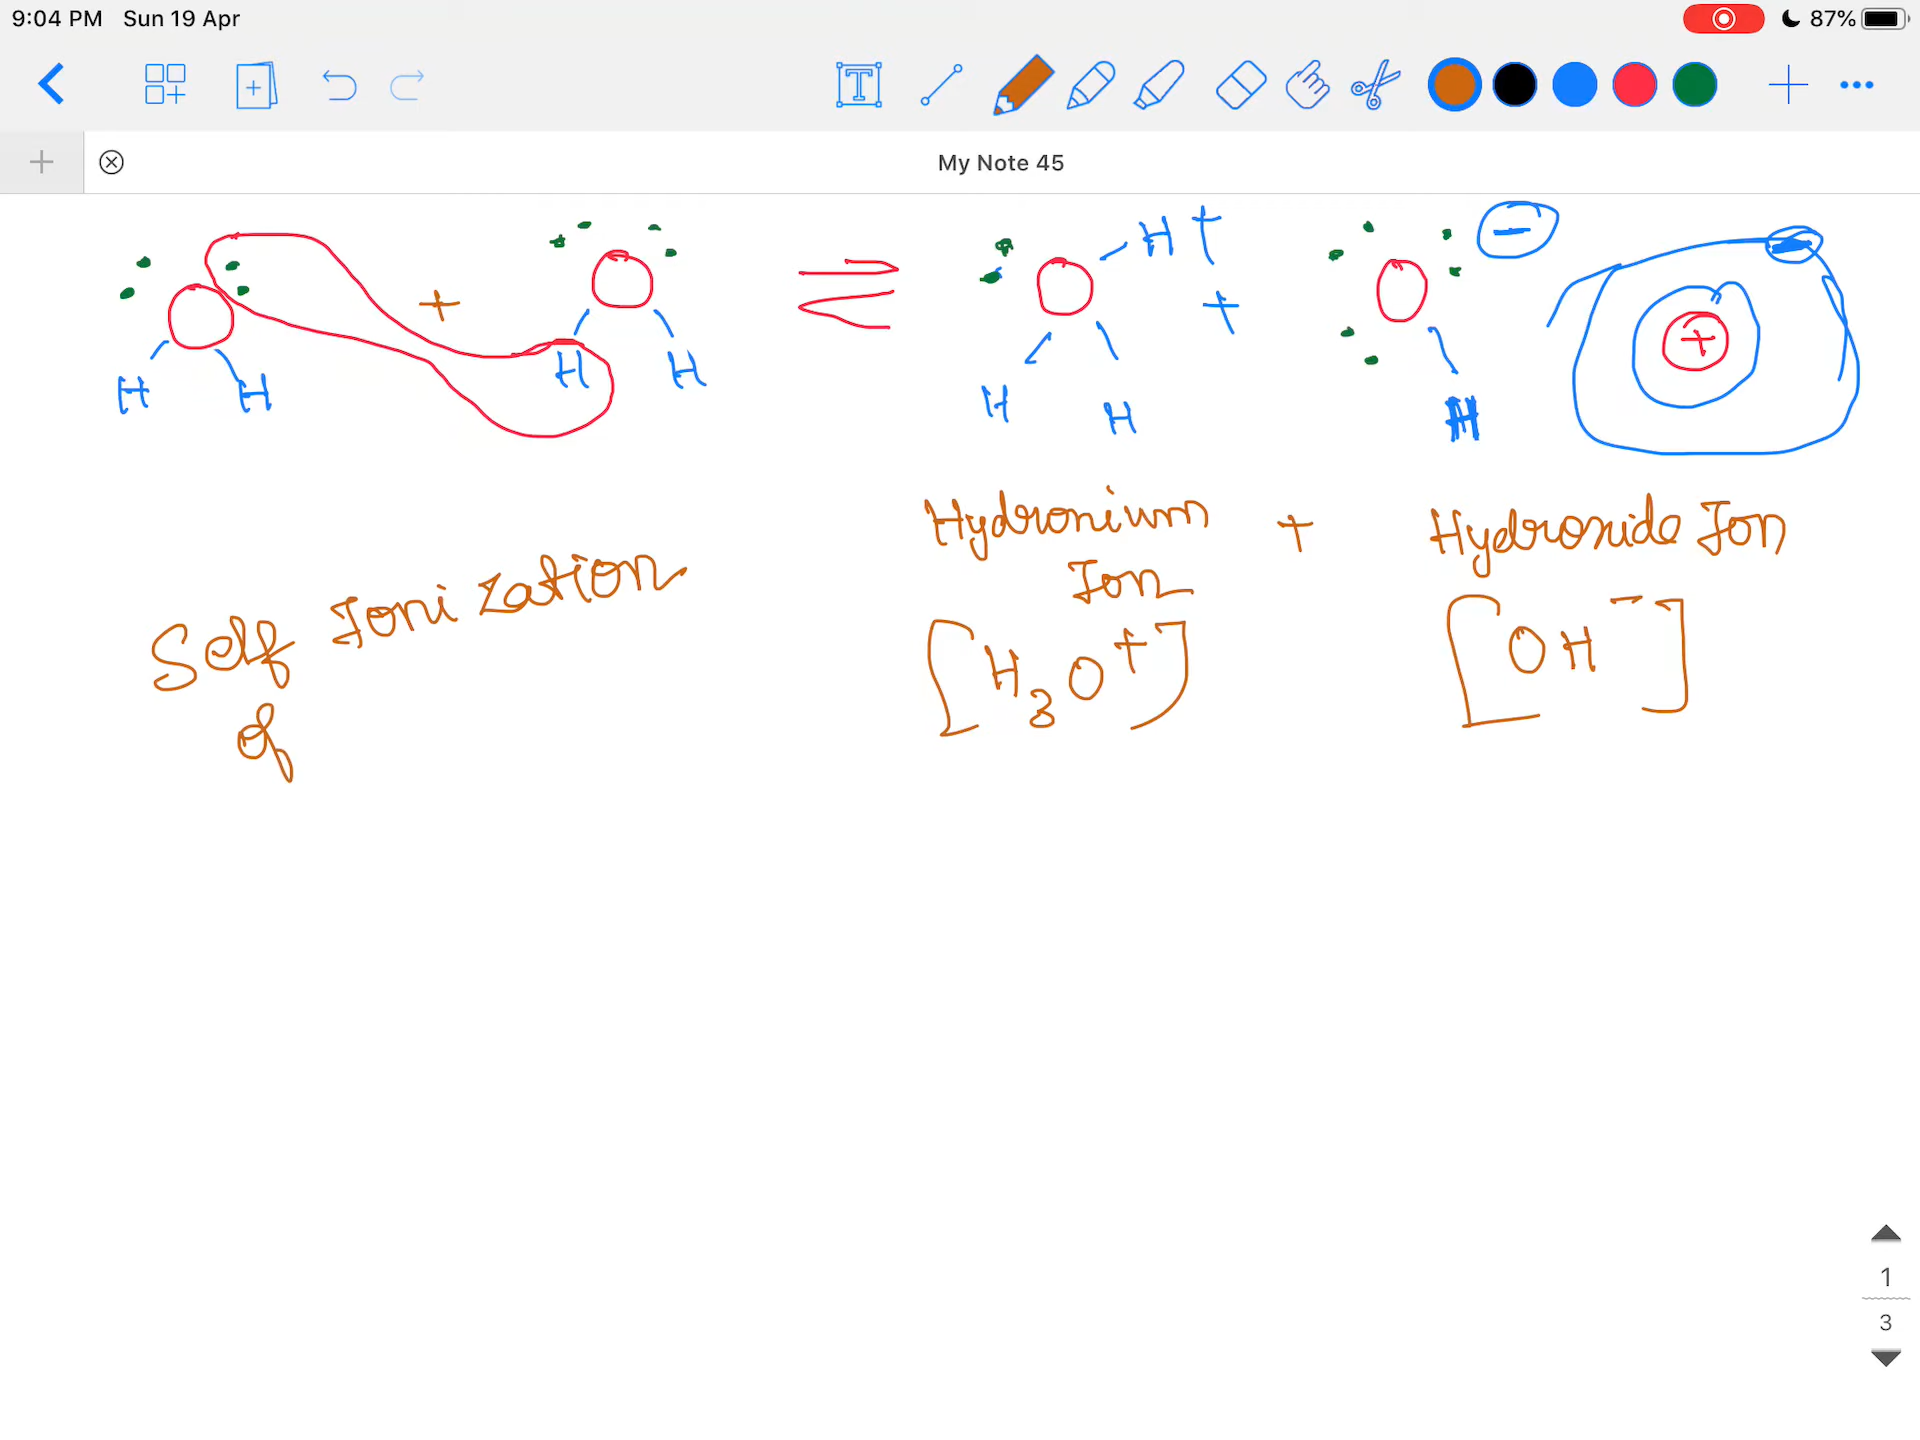 9:04 PM Sun 19 Apr 87%
T
My Note 45
H H + H H H + + H H H − +
Hydronium Ion + Hydroxide Ion
[H₃O⁺] [OH⁻]
Self Ionization
of
1
3